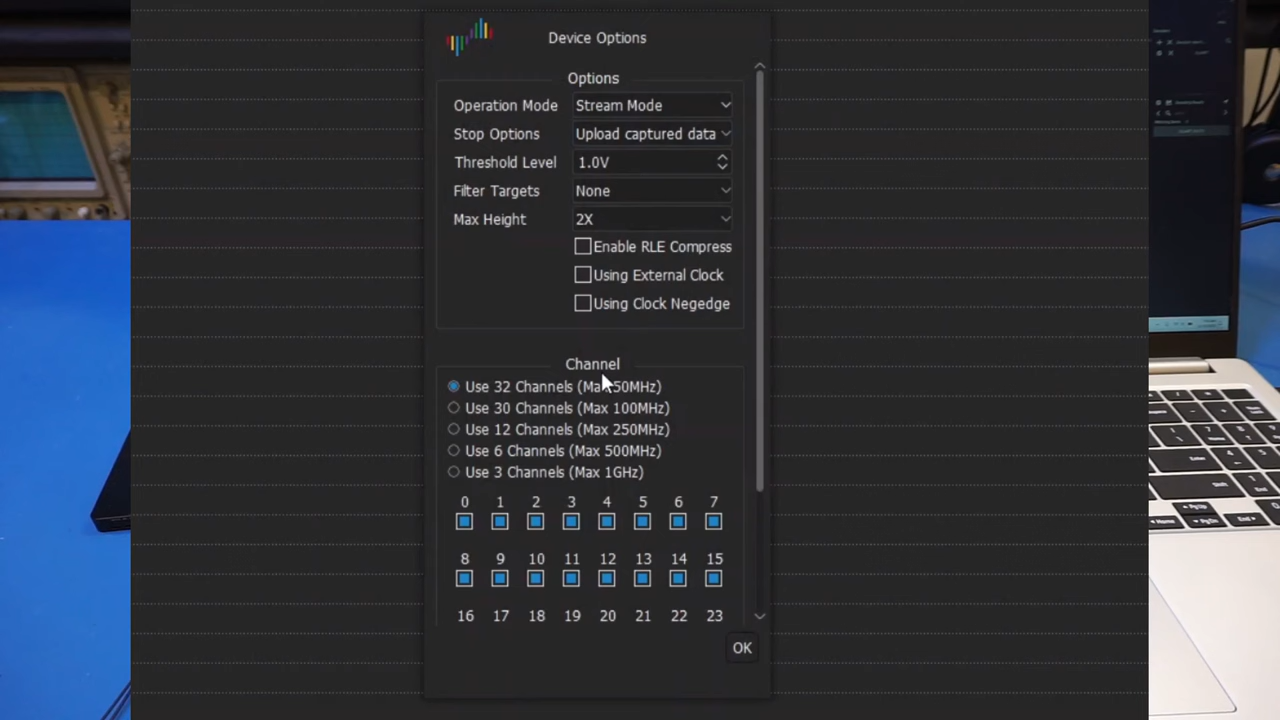 Device Options
Options
Operation Mode Stream Mode
Stop Options Upload captured data
Threshold Level 1.0V
Filter Targets None
Max Height 2X
Enable RLE Compress
Using External Clock
Using Clock Negedge
Channel
Use 32 Channels (Max 50MHz)
Use 30 Channels (Max 100MHz)
Use 12 Channels (Max 250MHz)
Use 6 Channels (Max 500MHz)
Use 3 Channels (Max 1GHz)
0 1 2 3 4 5 6 7
8 9 10 11 12 13 14 15
16 17 18 19 20 21 22 23
OK